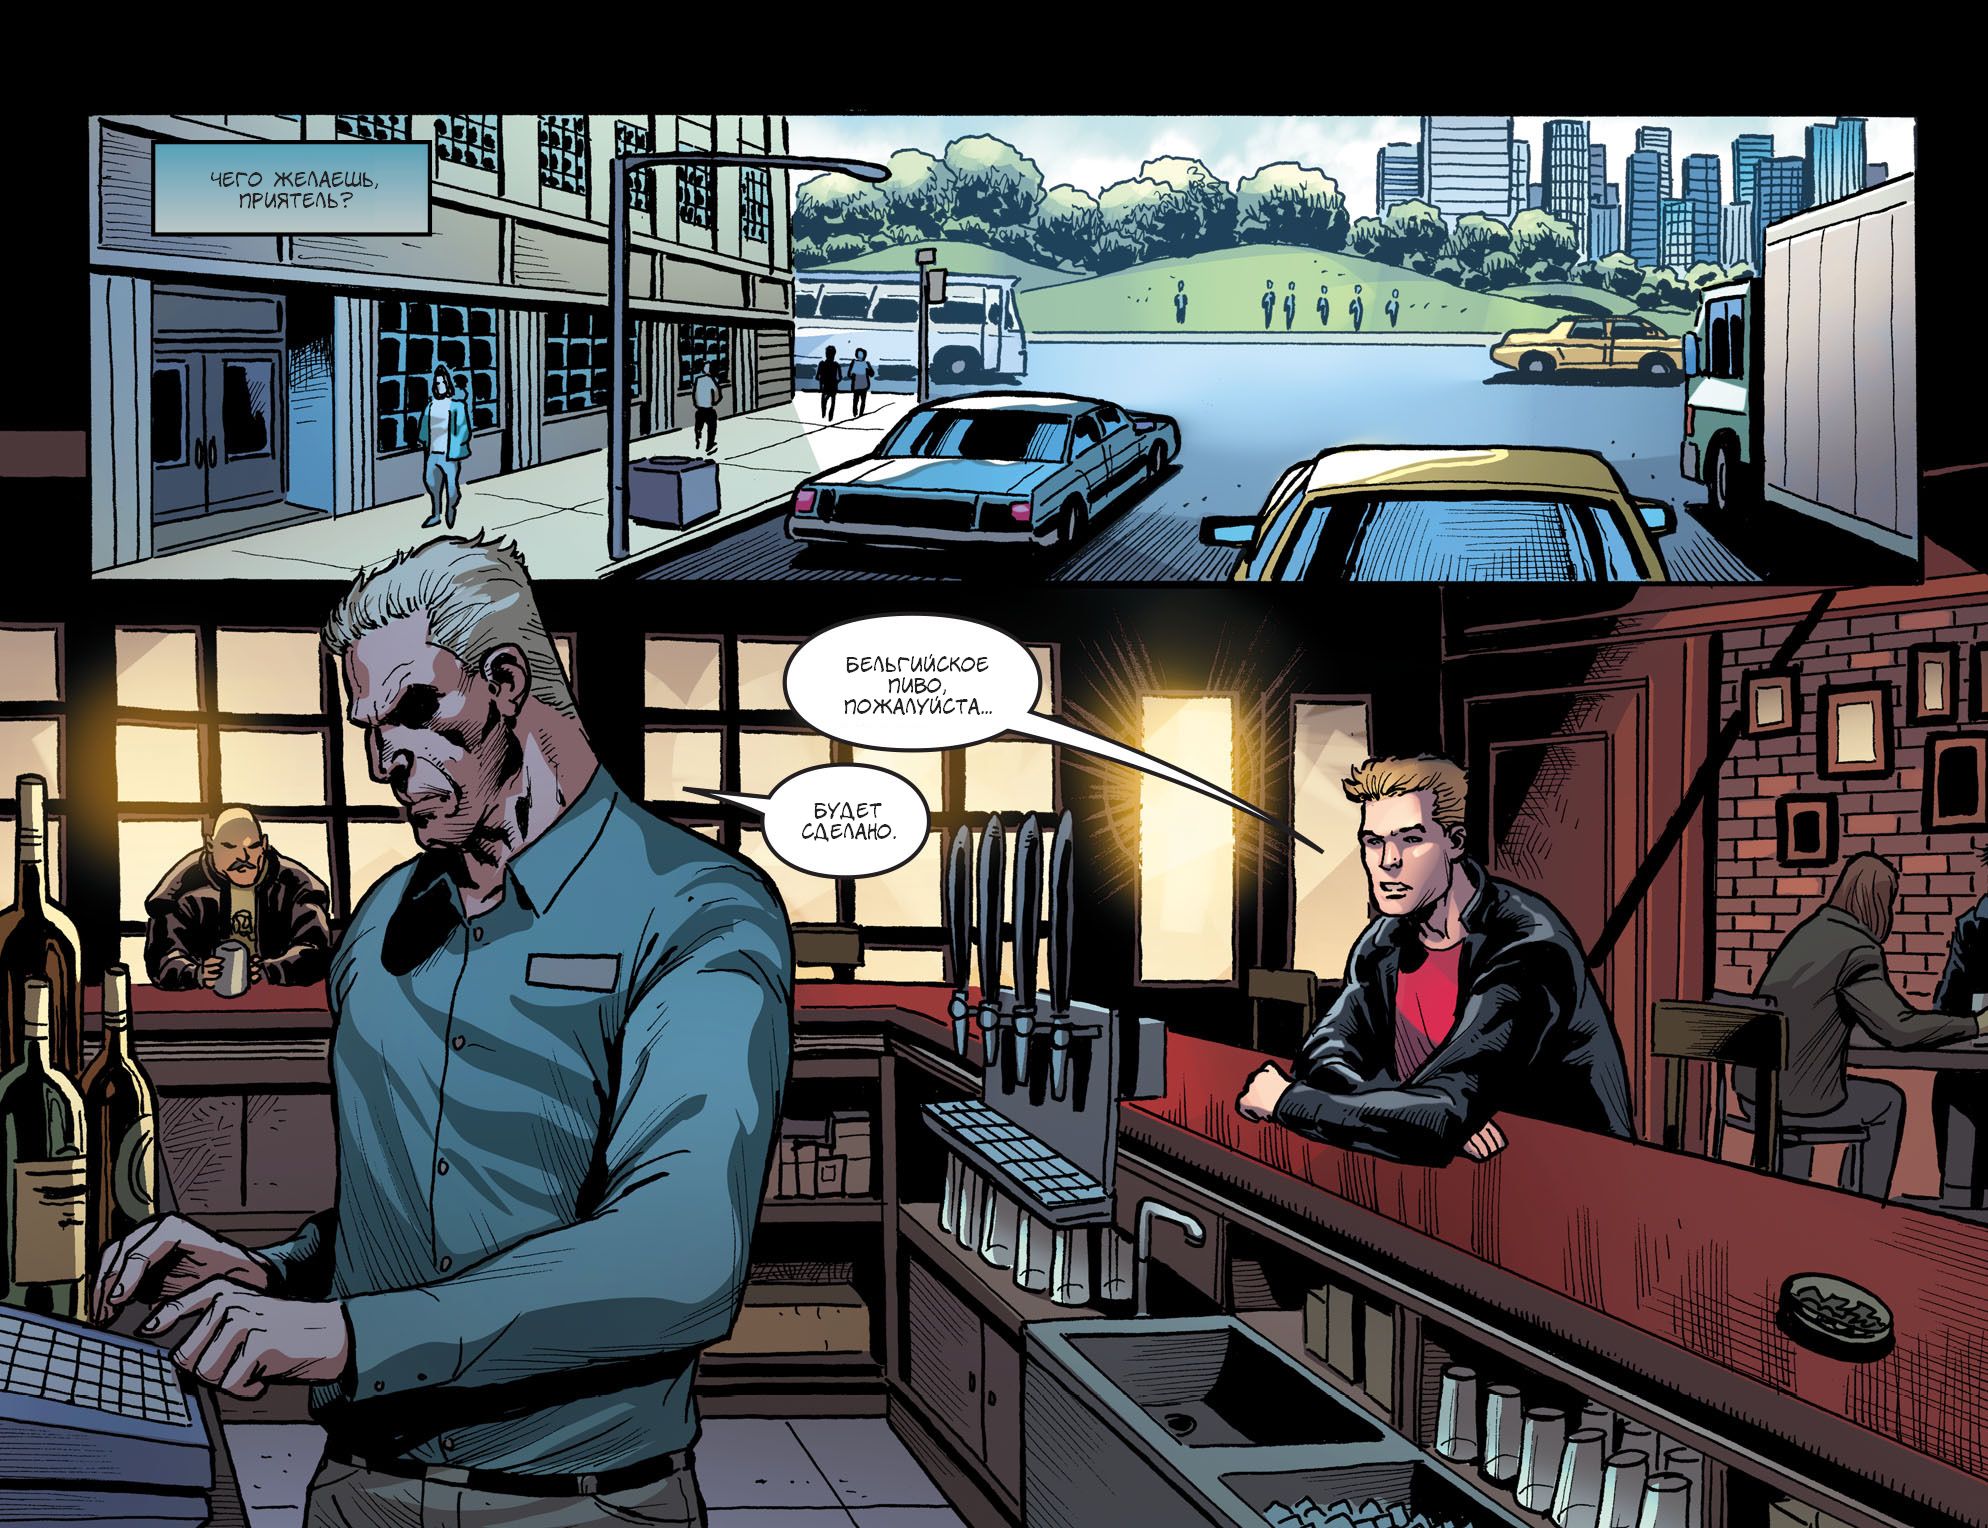 ЧЕГО ЖЕЛАЕШЬ,
ПРИЯТЕЛЬ?
БЕЛЬГИЙСКОЕ
ПИВО,
ПОЖАЛУЙСТА...
БУДЕТ
СДЕЛАНО.